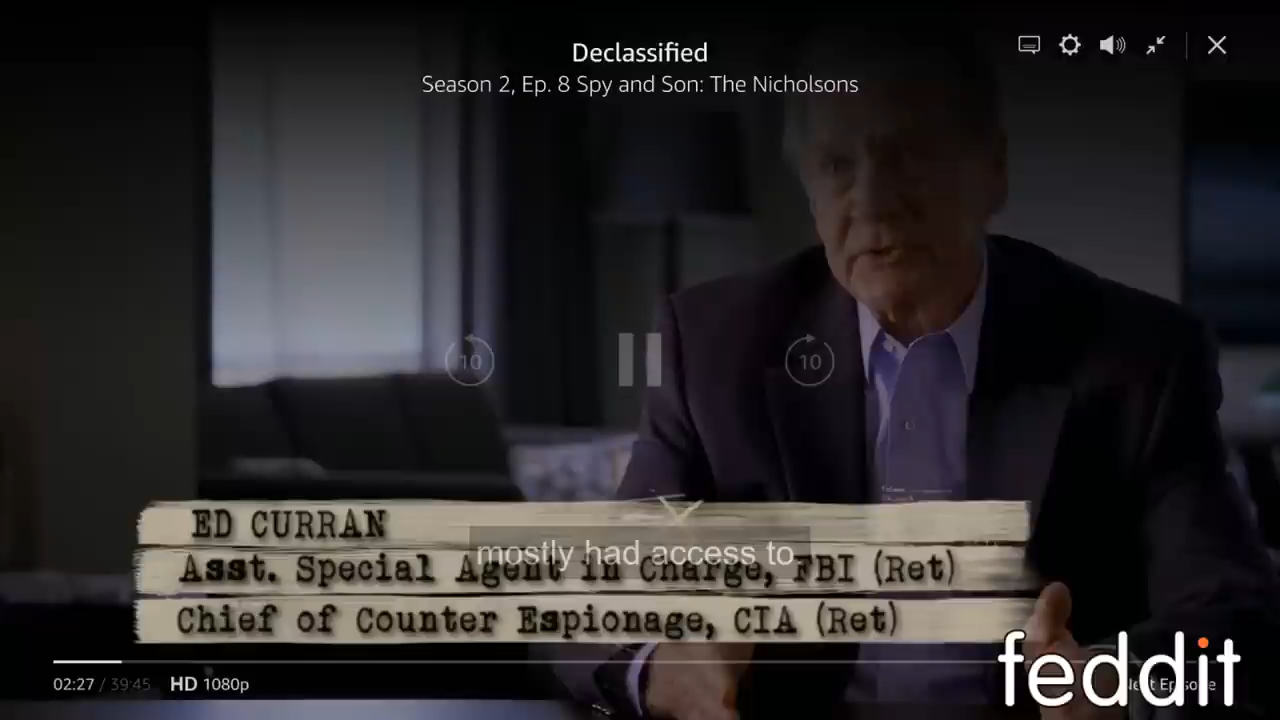 Declassified
Season 2, Ep. 8 Spy and Son: The Nicholsons
10
10
ED CURRAN
mostly had access to
Asst. Special Agent in Charge, FBI (Ret)
Chief of Counter Espionage, CIA (Ret)
02:27 / 39:45 HD 1080p
Next Episode
feddit